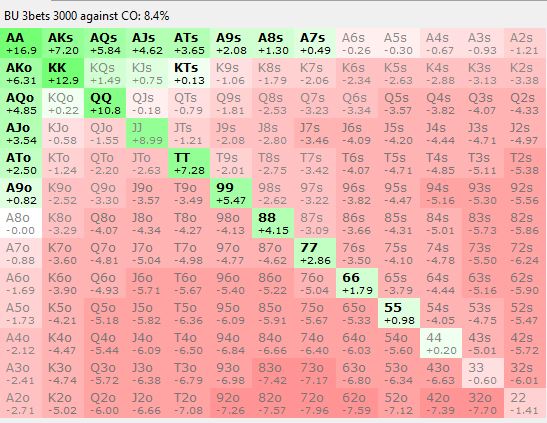 BU 3bets 3000 against CO: 8.4%
AA AKs AQs AJs ATs A9s A8s A7s A6s A5s A4s A3s A2s
+16.9 +7.20 +5.84 +4.62 +3.65 +2.08 +1.30 +0.49 -0.26 -0.30 -0.67 -0.93 -1.21
AKo KK KQs KJs KTs K9s K8s K7s K6s K5s K4s K3s K2s
+6.31 +12.9 +1.49 +0.75 +0.13 -1.06 -1.79 -2.06 -2.34 -2.63 -2.88 -3.13 -3.38
AQo KQo QQ QJs QTs Q9s Q8s Q7s Q6s Q5s Q4s Q3s Q2s
+4.85 +0.22 +10.8 -0.18 -0.79 -1.81 -2.53 -3.23 -3.34 -3.57 -3.82 -4.07 -4.33
AJo KJo QJo JJ JTs J9s J8s J7s J6s J5s J4s J3s J2s
+3.54 -0.58 -1.55 +8.99 -1.21 -2.08 -2.80 -3.46 -4.09 -4.20 -4.44 -4.71 -4.97
ATo KTo QTo JTo TT T9s T8s T7s T6s T5s T4s T3s T2s
+2.50 -1.24 -2.20 -2.63 +7.28 -2.01 -2.75 -3.42 -4.07 -4.71 -4.85 -5.11 -5.38
A9o K9o Q9o J9o T9o 99 98s 97s 96s 95s 94s 93s 92s
+0.82 -2.52 -3.30 -3.57 -3.49 +5.47 -2.62 -3.22 -3.82 -4.47 -5.16 -5.30 -5.56
A8o K8o Q8o J8o T8o 98o 88 87s 86s 85s 84s 83s 82s
-0.00 -3.29 -4.07 -4.34 -4.27 -4.13 +4.15 -3.09 -3.66 -4.31 -5.01 -5.73 -5.86
A7o K7o Q7o J7o T7o 97o 87o 77 76s 75s 74s 73s 72s
-0.88 -3.60 -4.81 -5.04 -4.98 -4.77 -4.62 +2.86 -3.50 -4.10 -4.78 -5.50 -6.24
A6o K6o Q6o J6o T6o 96o 86o 76o 66 65s 64s 63s 62s
-1.69 -3.90 -4.93 -5.71 -5.67 -5.40 -5.22 -5.04 +1.79 -3.79 -4.44 -5.16 -5.90
A5o K5o Q5o J5o T5o 95o 85o 75o 65o 55 54s 53s 52s
-1.73 -4.21 -5.18 -5.82 -6.36 -6.09 -5.91 -5.67 -5.33 +0.98 -4.05 -4.75 -5.47
A4o K4o Q4o J4o T4o 94o 84o 74o 64o 54o 44 43s 42s
-2.12 -4.47 -5.44 -6.09 -6.50 -6.84 -6.66 -6.40 -6.03 -5.60 +0.20 -5.01 -5.72
A3o K3o Q3o J3o T3o 93o 83o 73o 63o 53o 43o 33 32s
-2.41 -4.74 -5.72 -6.38 -6.79 -6.98 -7.42 -7.17 -6.80 -6.34 -6.63 -0.60 -6.01
A2o K2o Q2o J2o T2o 92o 82o 72o 62o 52o 42o 32o 22
-2.71 -5.02 -6.00 -6.66 -7.08 -7.26 -7.57 -7.96 -7.59 -7.12 -7.39 -7.70 -1.41